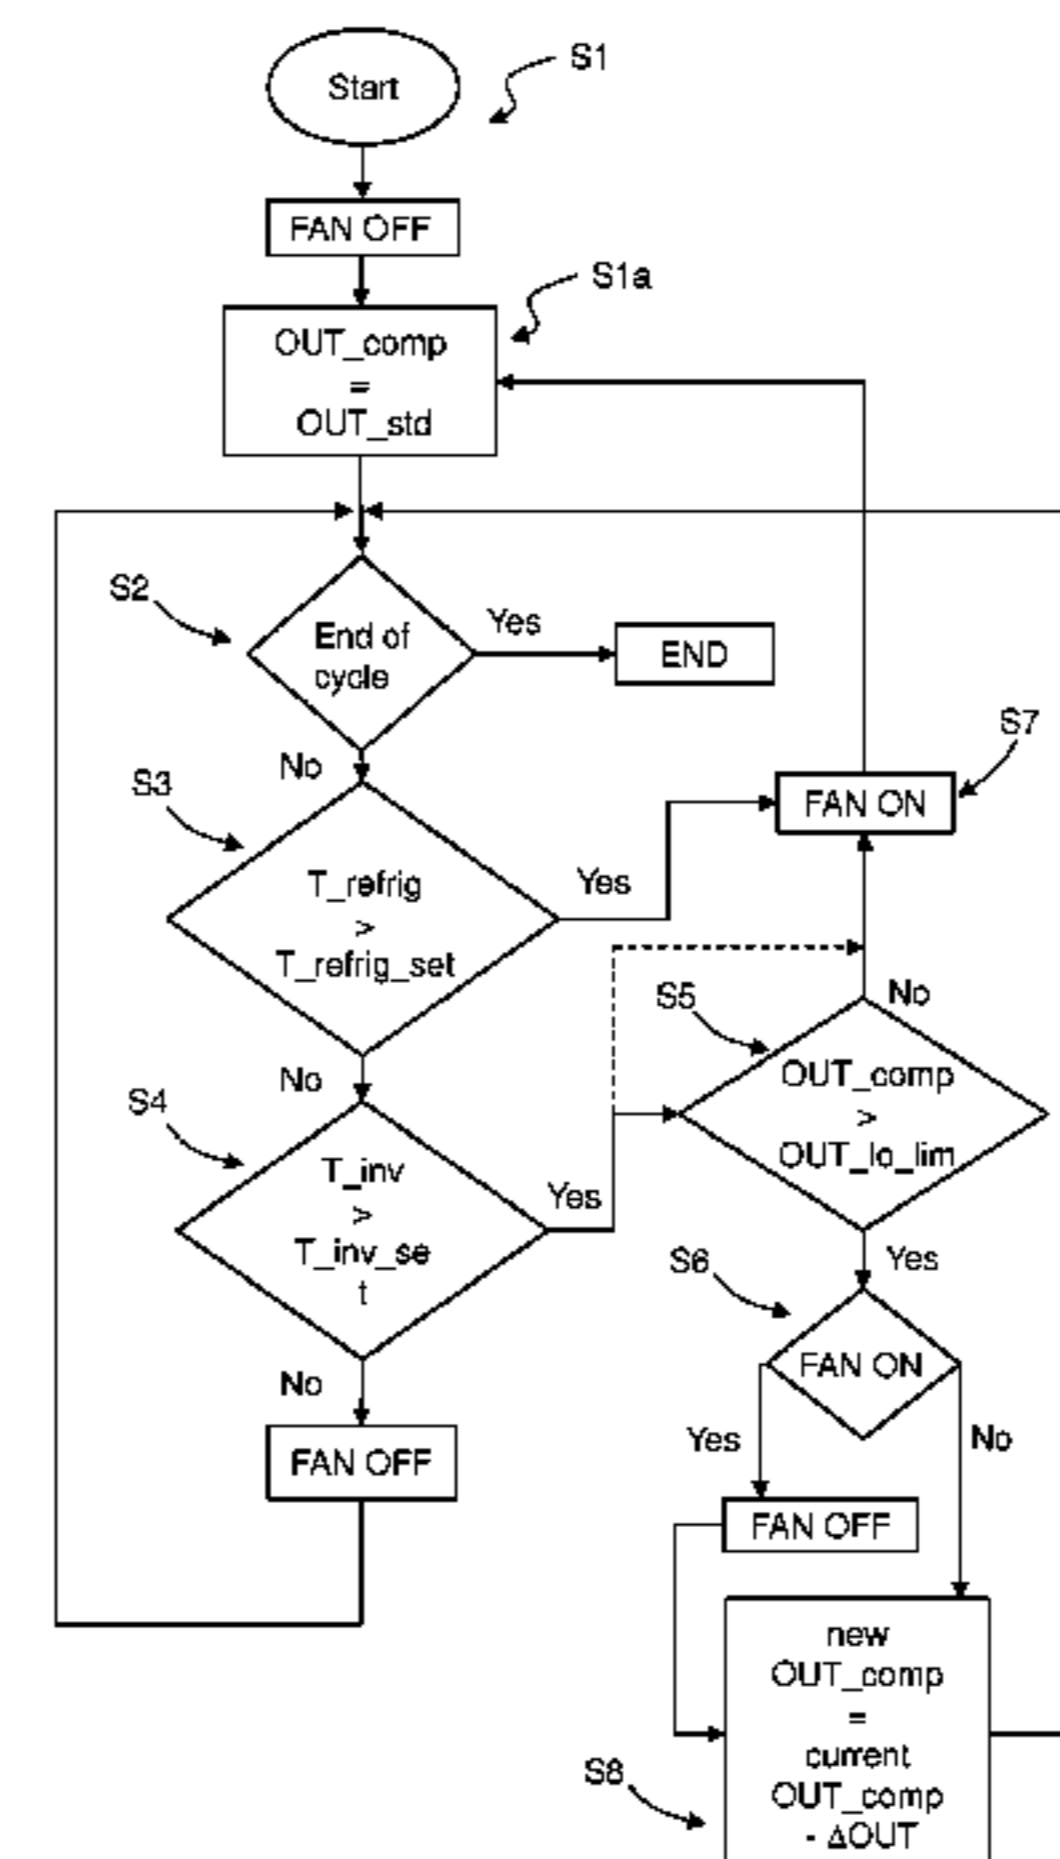 Start
S1
FAN OFF
S1a
OUT_comp
=
OUT_std
S2
End of
cycle
Yes
END
No
S7
FAN ON
S3
T_refrig
>
T_refrig_set
Yes
No
S5
No
OUT_comp
>
OUT_lo_lim
S4
T_inv
>
T_inv_se
t
Yes
Yes
S6
FAN ON
No
FAN OFF
Yes
No
FAN OFF
new
OUT_comp
=
current
OUT_comp
- ΔOUT
S8